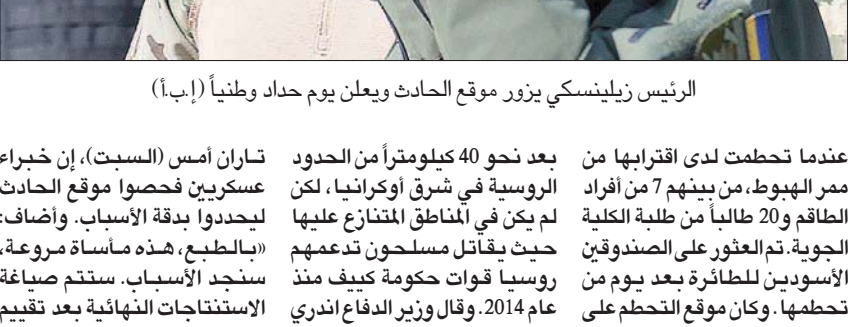 الرئيس زيلينسكي يزور موقع الحادث ويعلن يوم حداد وطنياً (إ.ب.أ)
عندما تحطمت لدى اقترابها من
ممر الهبوط، من بينهم 7 من أفراد
الطاقم و20 طالباً من طلبة الكلية
الجوية. تم العثور على الصندوقين
الأسودين للطائرة بعد يوم من
تحطمها. وكان موقع التحطم على
بعد نحو 40 كيلومتراً من الحدود
الروسية في شرق أوكرانيا، لكن
لم يكن في المناطق المتنازع عليها
حيث يقاتل مسلحون تدعمهم
روسيا قوات حكومة كييف منذ
عام 2014. وقال وزير الدفاع اندري
تاران أمس (السبت)، إن خبراء
عسكريين فحصوا موقع الحادث
ليحددوا بدقة الأسباب. وأضاف:
«بالطبع، هذه مأساة مروعة،
سنجد الأسباب. ستتم صياغة
الاستنتاجات النهائية بعد تقييم